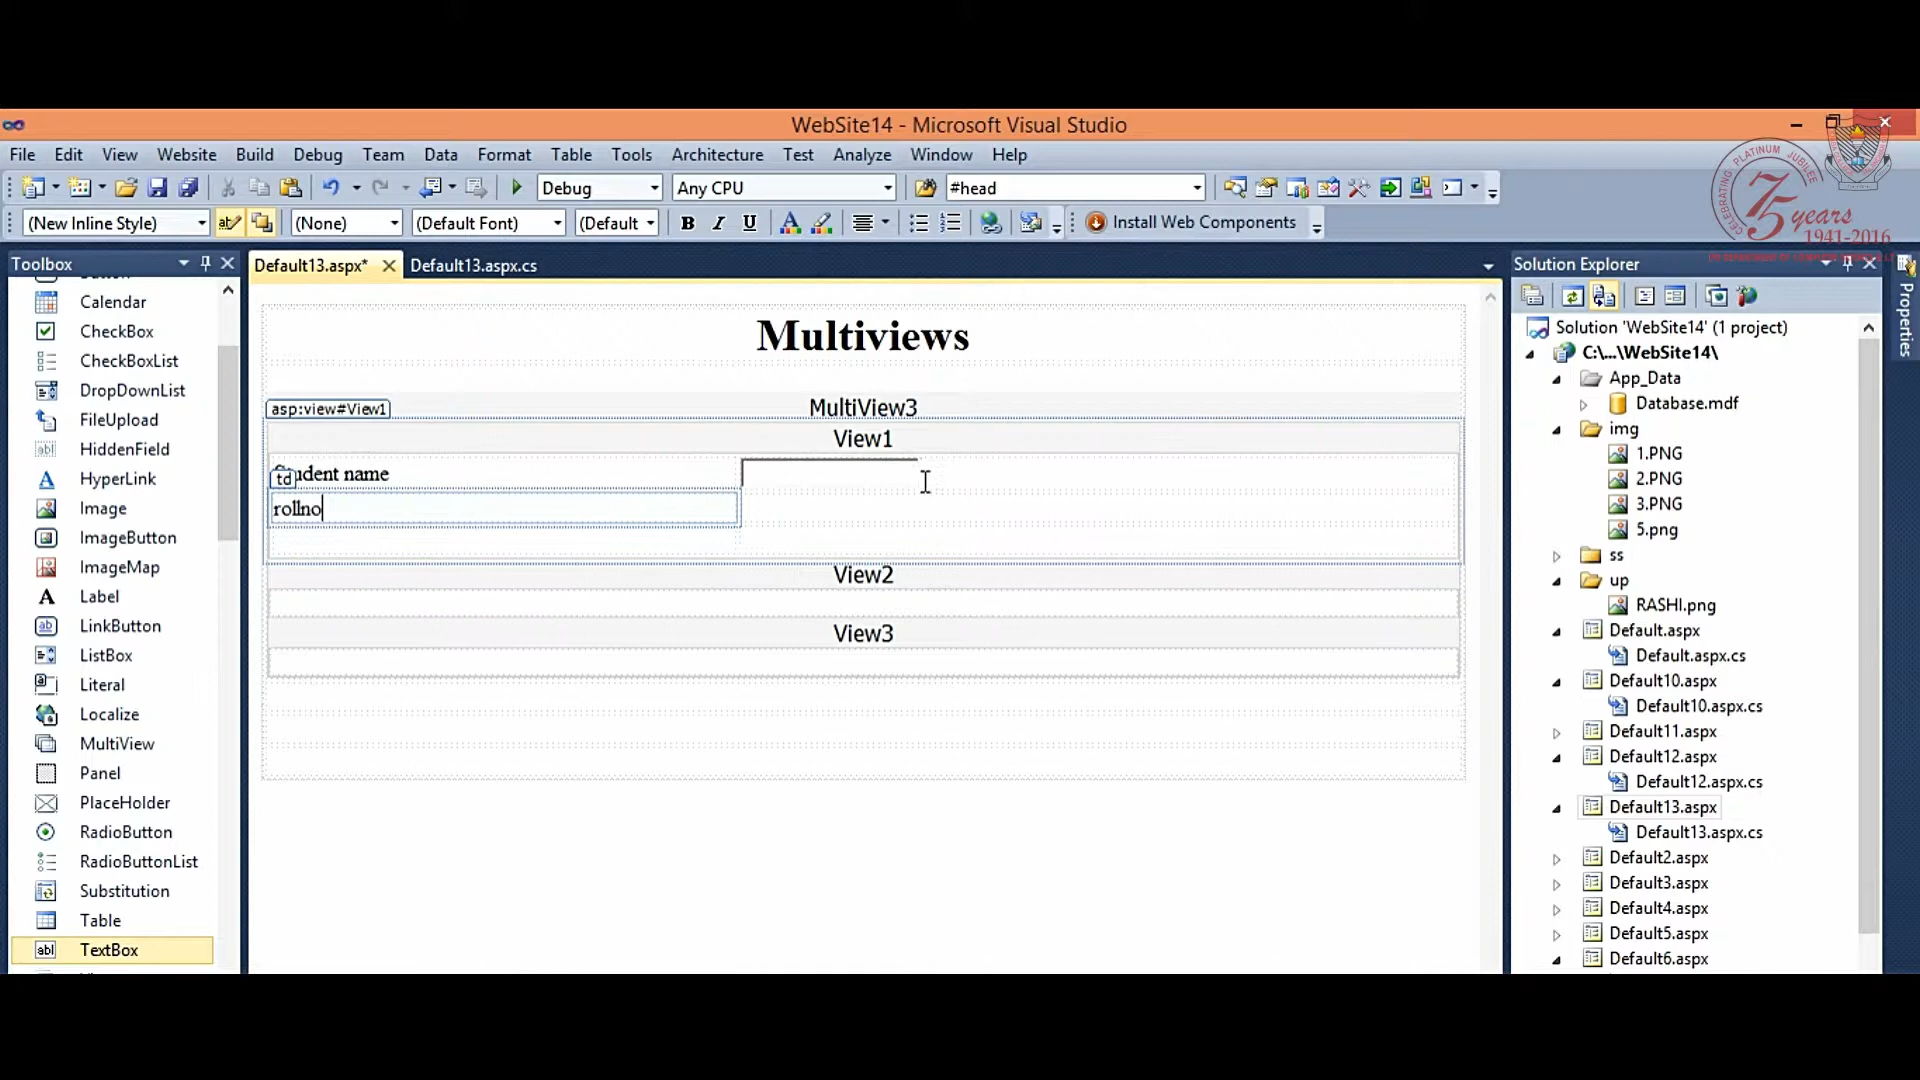 WebSite14 - Microsoft Visual Studio
File Edit View Website Build Debug Team Data Format Table Tools Architecture Test Analyze Window Help
Debug Any CPU #head
(New Inline Style) (None) (Default Font) (Default B I U Install Web Components
CELEBRATING PLATINUM JUBILEE
75 years
1941-2016
Toolbox
Calendar
CheckBox
CheckBoxList
DropDownList
FileUpload
HiddenField
HyperLink
Image
ImageButton
ImageMap
Label
LinkButton
ListBox
Literal
Localize
MultiView
Panel
PlaceHolder
RadioButton
RadioButtonList
Substitution
Table
TextBox
Default13.aspx* Default13.aspx.cs
Multiviews
asp:view#View1
MultiView3
View1
udent name
td
rollno
View2
View3
Solution Explorer
Solution 'WebSite14' (1 project)
C:\...\WebSite14\
App_Data
Database.mdf
img
1.PNG
2.PNG
3.PNG
5.png
ss
up
RASHI.png
Default.aspx
Default.aspx.cs
Default10.aspx
Default10.aspx.cs
Default11.aspx
Default12.aspx
Default12.aspx.cs
Default13.aspx
Default13.aspx.cs
Default2.aspx
Default3.aspx
Default4.aspx
Default5.aspx
Default6.aspx
Properties